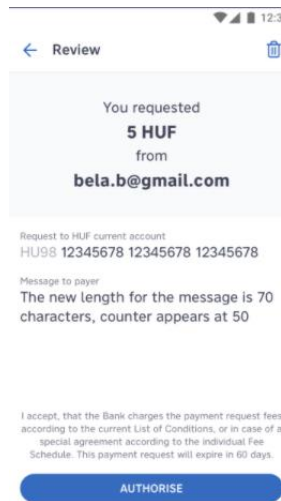 12:3
Review
You requested
5 HUF
from
bela.b@gmail.com
Request to HUF current account
HU98 12345678 12345678 12345678
Message to payer
The new length for the message is 70
characters, counter appears at 50
I accept, that the Bank charges the payment request fees
according to the current List of Conditions, or in case of a
special agreement according to the individual Fee
Schedule. This payment request will expire in 60 days.
AUTHORISE